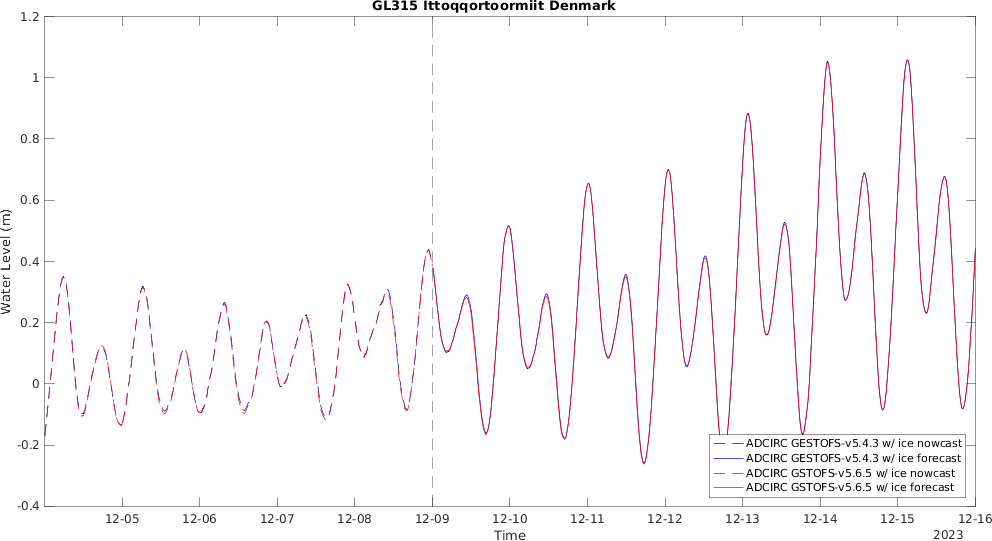 GL315 Ittoqqortoormiit Denmark
1.2
1
0.8
0.6
0.4
0.2
0
-0.2
-0.4
Water Level (m)
12-05 12-06 12-07 12-08 12-09 12-10 12-11 12-12 12-13 12-14 12-15 12-16
Time
2023
ADCIRC GESTOFS-v5.4.3 w/ ice nowcast
ADCIRC GESTOFS-v5.4.3 w/ ice forecast
ADCIRC GSTOFS-v5.6.5 w/ ice nowcast
ADCIRC GSTOFS-v5.6.5 w/ ice forecast